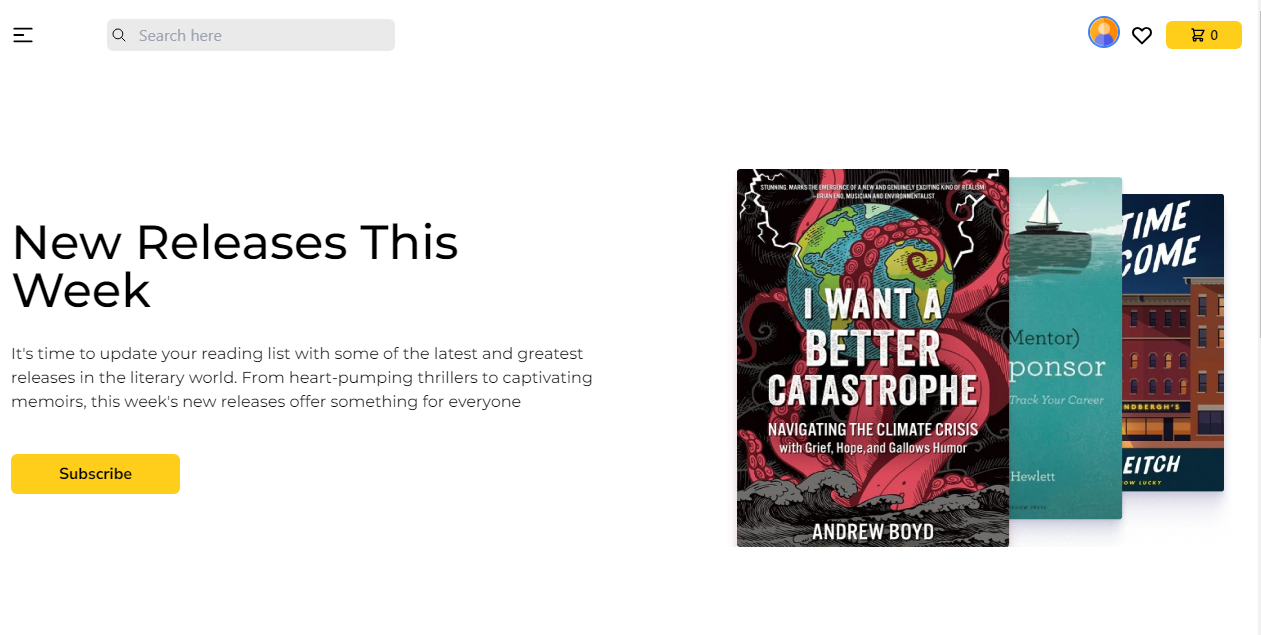 Search here
0
New Releases This
Week
It's time to update your reading list with some of the latest and greatest
releases in the literary world. From heart-pumping thrillers to captivating
memoirs, this week's new releases offer something for everyone
Subscribe
STUNNING. MARKS THE EMERGENCE OF A NEW AND GENUINELY EXCITING KIND OF REALISM
BRIAN ENO, MUSICIAN AND ENVIRONMENTALIST
I WANT A
BETTER
CATASTROPHE
NAVIGATING THE CLIMATE CRISIS
with Grief, Hope, and Gallows Humor
ANDREW BOYD
Mentor)
ponsor
Track Your Career
Hewlett
TIME
COME
NDBERGH'S
EITCH
OW LUCKY